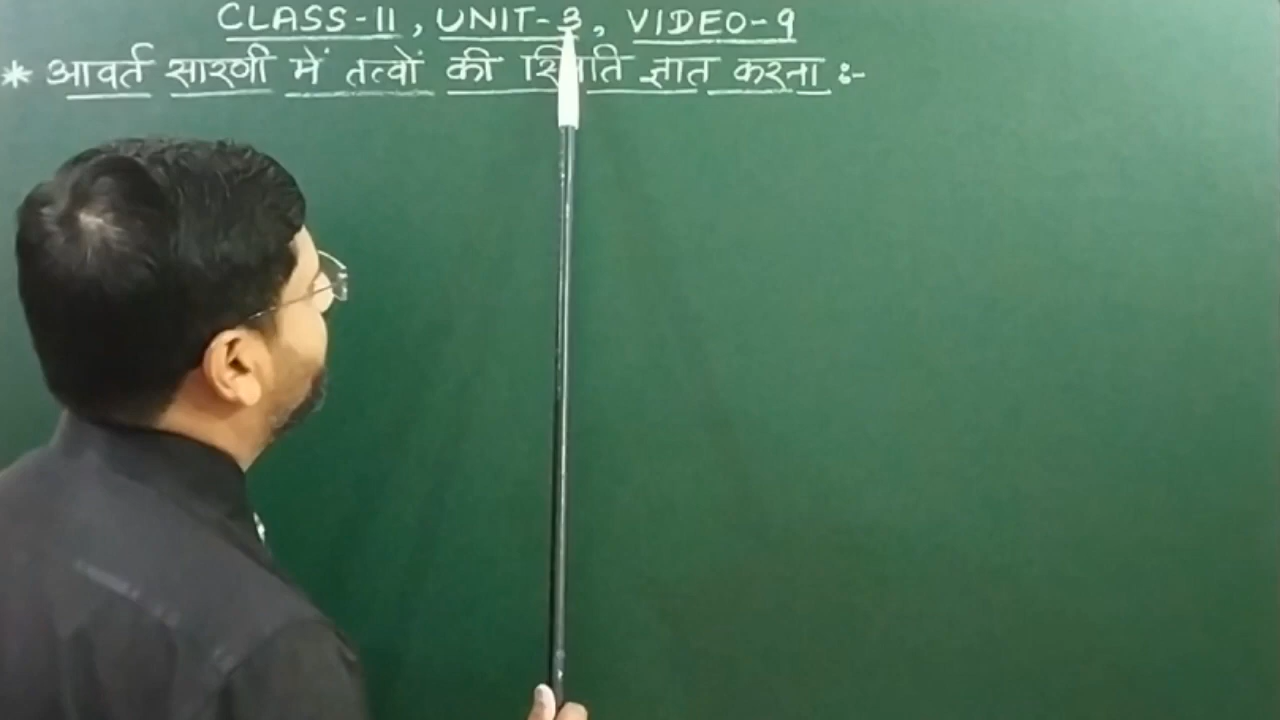 CLASS-11, UNIT-3, VIDEO-9
* आवर्त सारणी में तत्वों की स्थिति ज्ञात करना :-